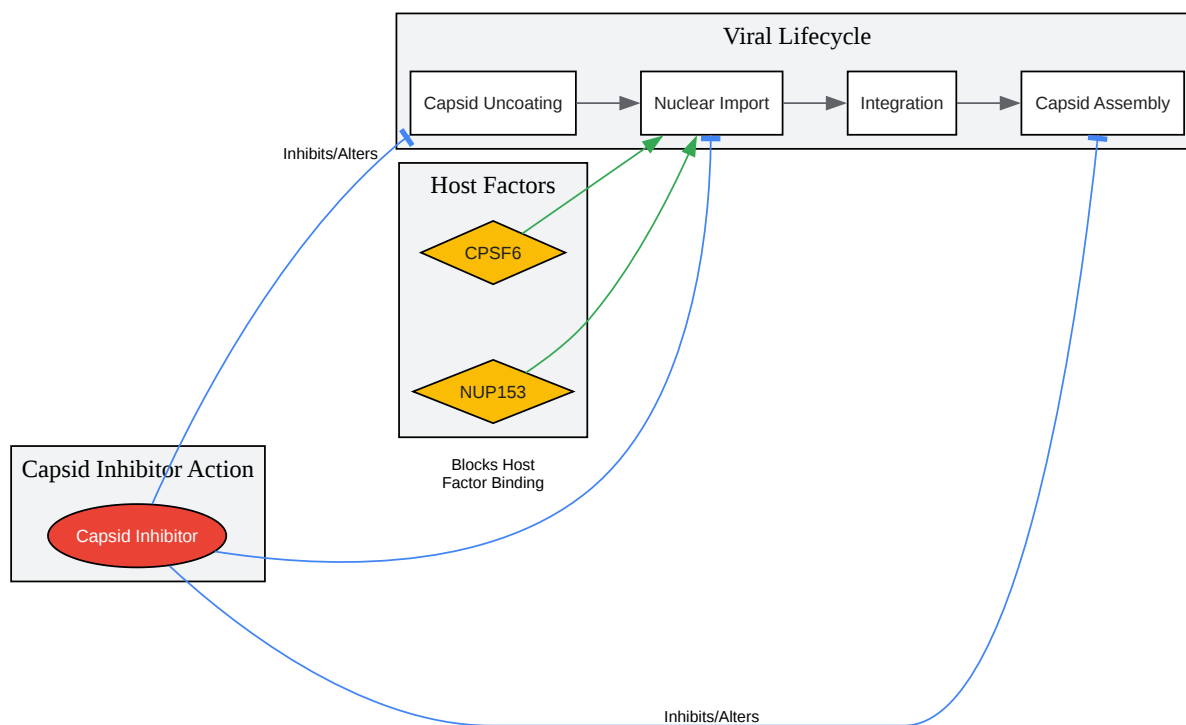 Viral Lifecycle
Capsid Uncoating
Nuclear Import
Integration
Capsid Assembly
Inhibits/Alters
Host Factors
CPSF6
NUP153
Blocks Host
Factor Binding
Capsid Inhibitor Action
Capsid Inhibitor
Inhibits/Alters